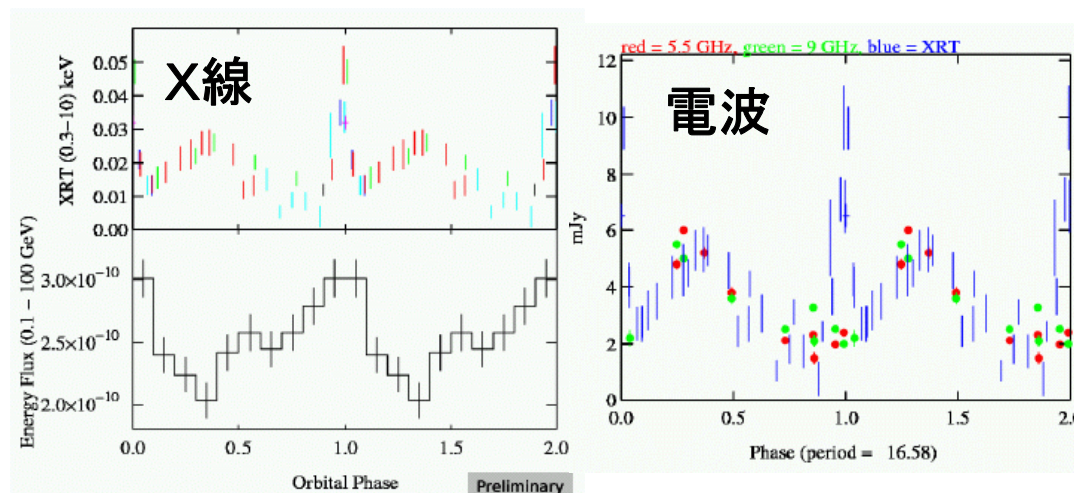 X線
XRT (0.3−10) keV
0.05
0.04
0.03
0.02
0.01
0.00
Energy Flux (0.1 − 100 GeV)
3.0×10⁻¹⁰
2.5×10⁻¹⁰
2.0×10⁻¹⁰
0.0 0.5 1.0 1.5 2.0
Orbital Phase
Preliminary
red = 5.5 GHz, green = 9 GHz, blue = XRT
電波
mJy
12
10
8
6
4
2
0
0.0 0.5 1.0 1.5 2.0
Phase (period = 16.58)